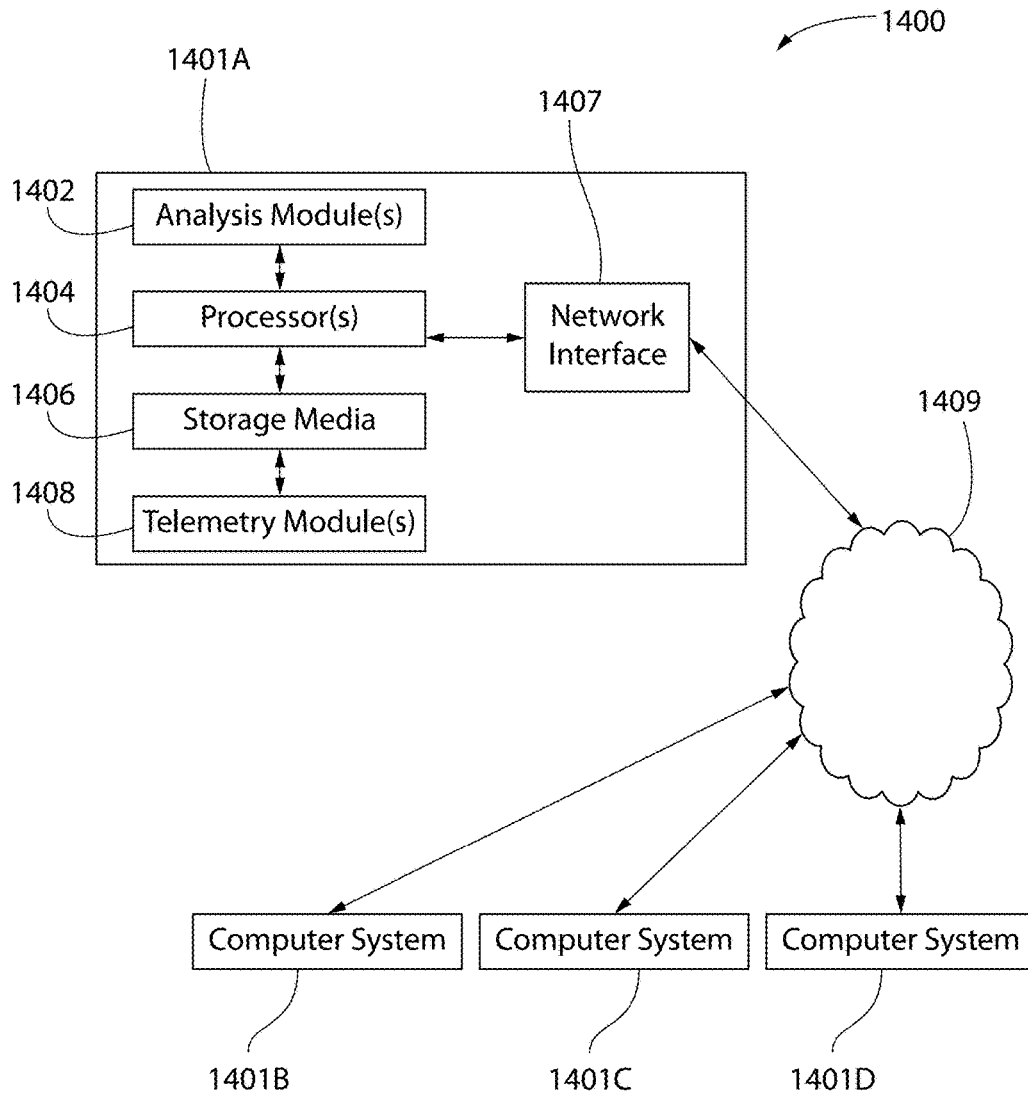 1400
1401A
1407
1402
Analysis Module(s)
1404
Processor(s)
Network
Interface
1406
Storage Media
1409
1408
Telemetry Module(s)
Computer System
Computer System
Computer System
1401B
1401C
1401D